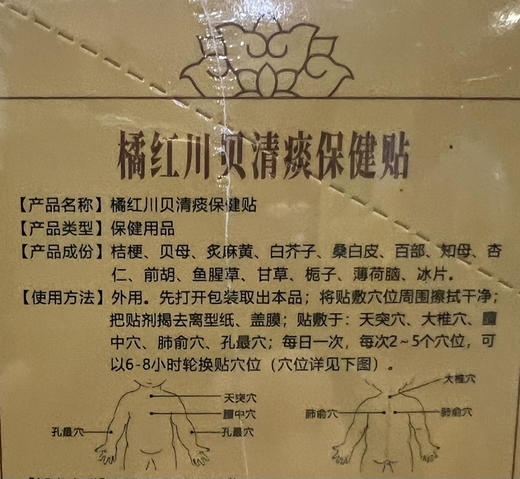 橘红川贝清痰保健贴
【产品名称】橘红川贝清痰保健贴
【产品类型】保健用品
【产品成份】桔梗、贝母、炙麻黄、白芥子、桑白皮、百部、知母、杏
仁、前胡、鱼腥草、甘草、栀子、薄荷脑、冰片。
【使用方法】外用。先打开包装取出本品；将贴敷穴位周围擦拭干净；
把贴剂揭去离型纸、盖膜；贴敷于：天突穴、大椎穴、膻
中穴、肺俞穴、孔最穴；每日一次，每次2~5个穴位，可
以6-8小时轮换贴穴位（穴位详见下图）。
大椎穴
天突穴
膻中穴
肺俞穴
肺俞穴
孔最穴
孔最穴